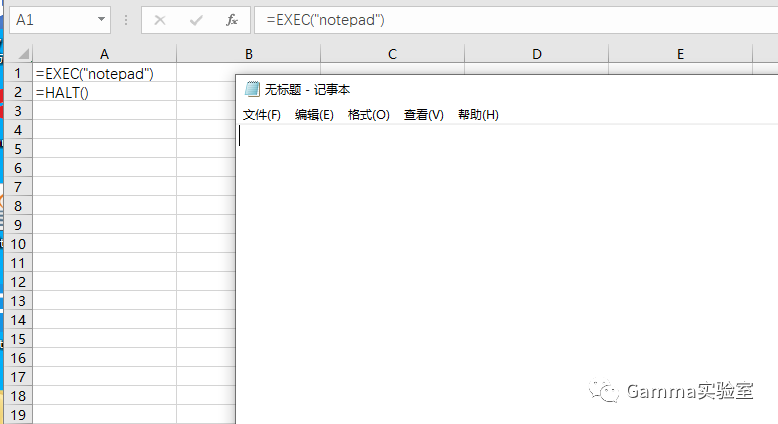 A1 fx =EXEC("notepad")
A B C D E
1 =EXEC("notepad")
2 =HALT()
3
无标题 - 记事本
4
文件(F) 编辑(E) 格式(O) 查看(V) 帮助(H)
5
6
7
8
9
10
11
12
13
14
15
16
17
Gamma实验室
18
19